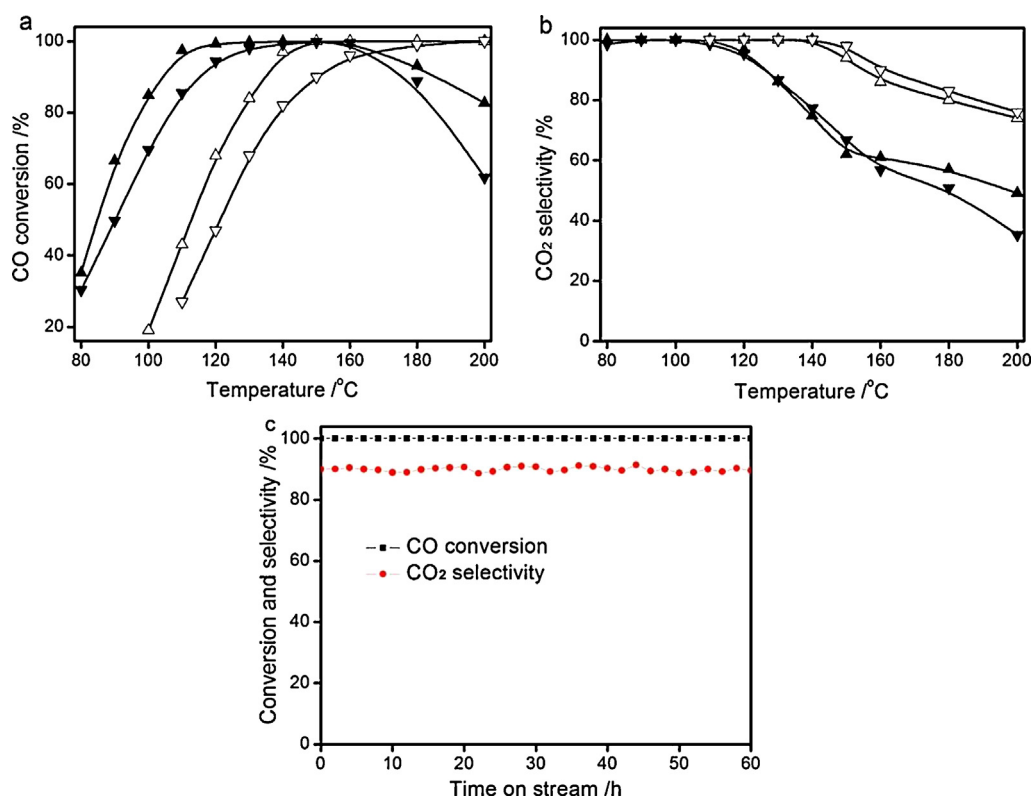 a
CO conversion /%
100
80
60
40
20
80 100 120 140 160 180 200
Temperature /°C
b
CO₂ selectivity /%
100
80
60
40
20
0
80 100 120 140 160 180 200
Temperature /°C
c
Conversion and selectivity /%
100
80
60
40
20
0
CO conversion
CO₂ selectivity
0 10 20 30 40 50 60
Time on stream /h